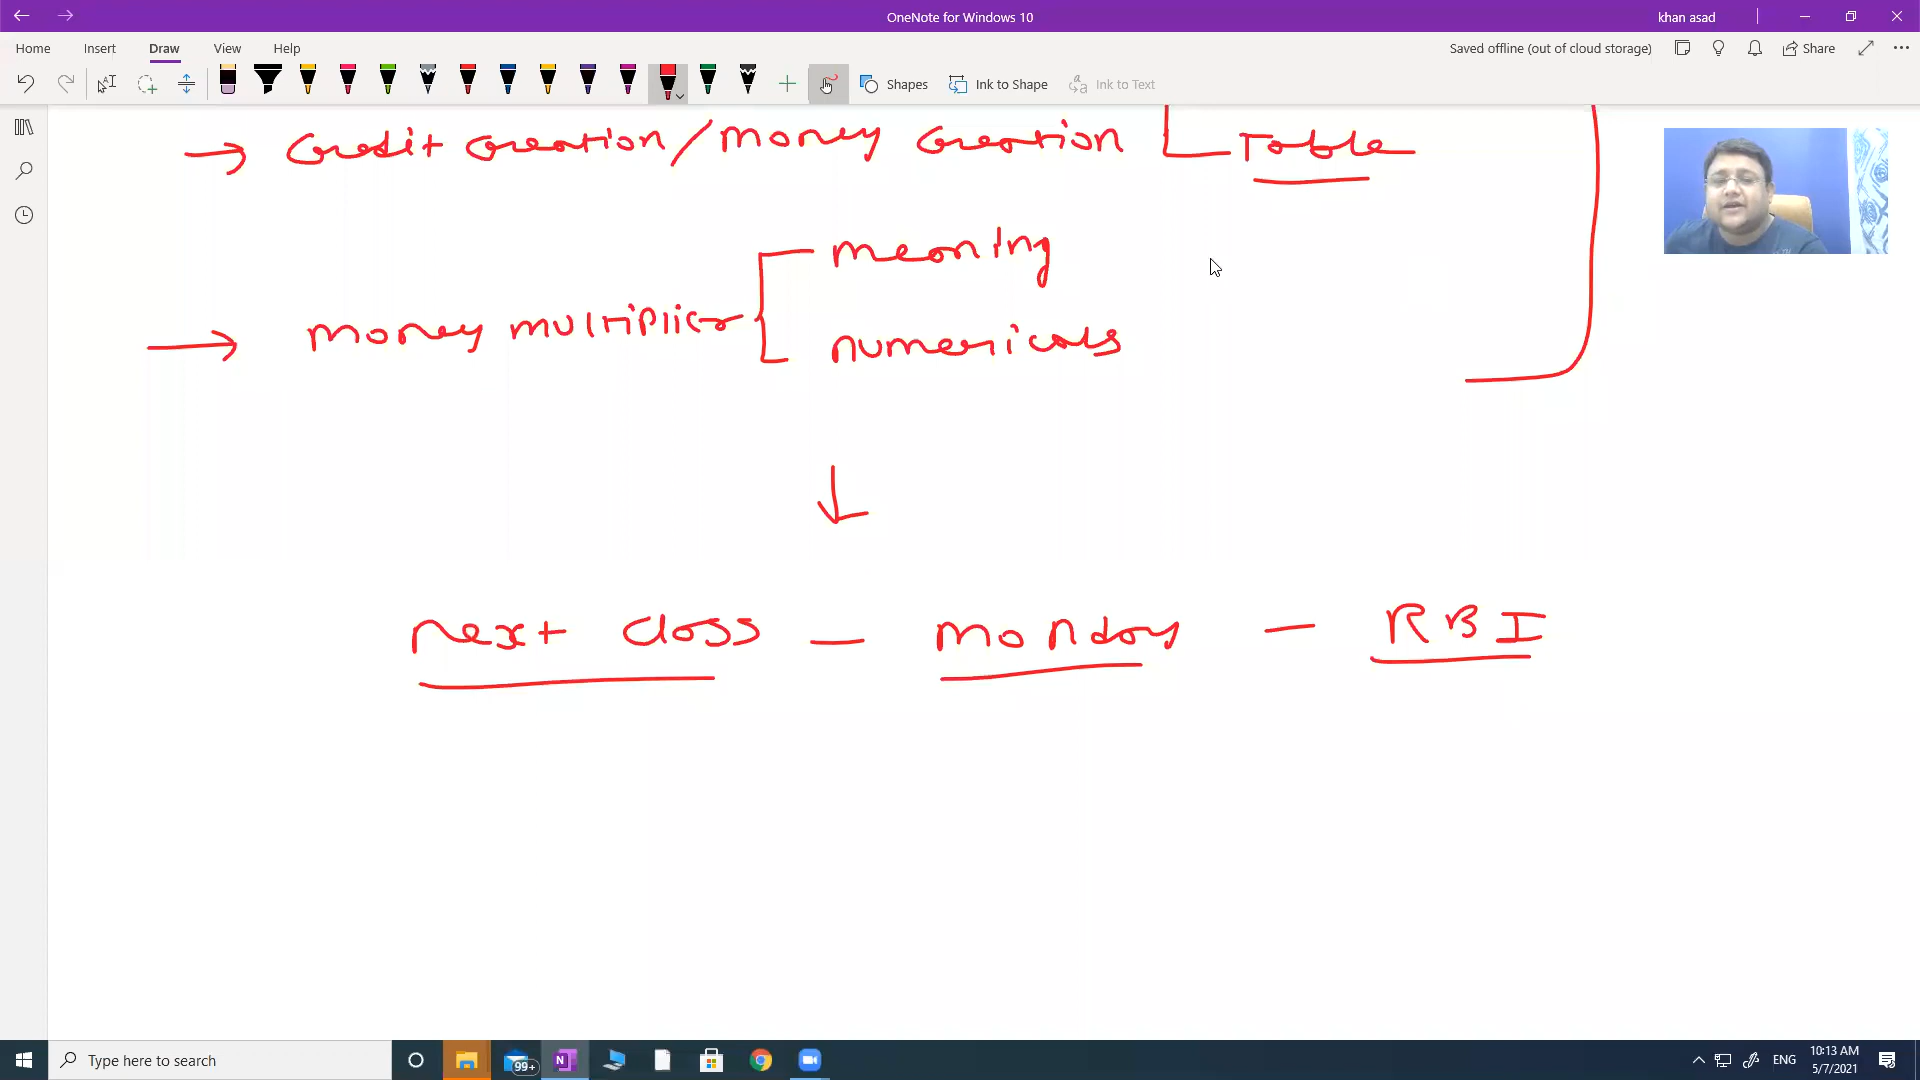 OneNote for Windows 10
khan asad
Home Insert Draw View Help
Saved offline (out of cloud storage)
Share
Shapes
Ink to Shape
Ink to Text
→ Credit Creation/Money Creation
Table
→ money multiplier
meaning
numericals
↓
next class — Monday — RBI
Type here to search
99+
ENG
10:13 AM
5/7/2021